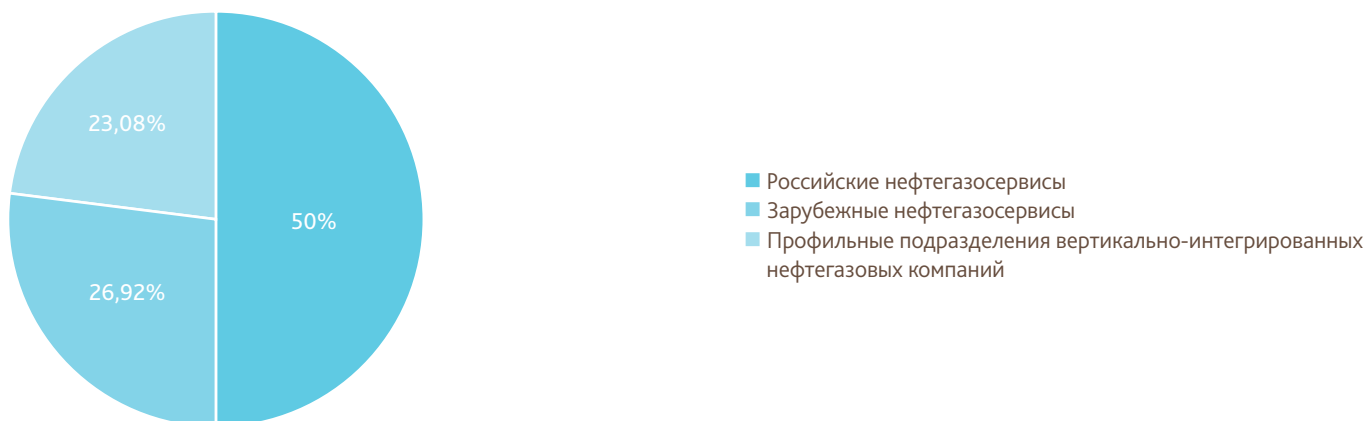 23,08%
50%
26,92%
Российские нефтегазосервисы
Зарубежные нефтегазосервисы
Профильные подразделения вертикально-интегрированных
нефтегазовых компаний